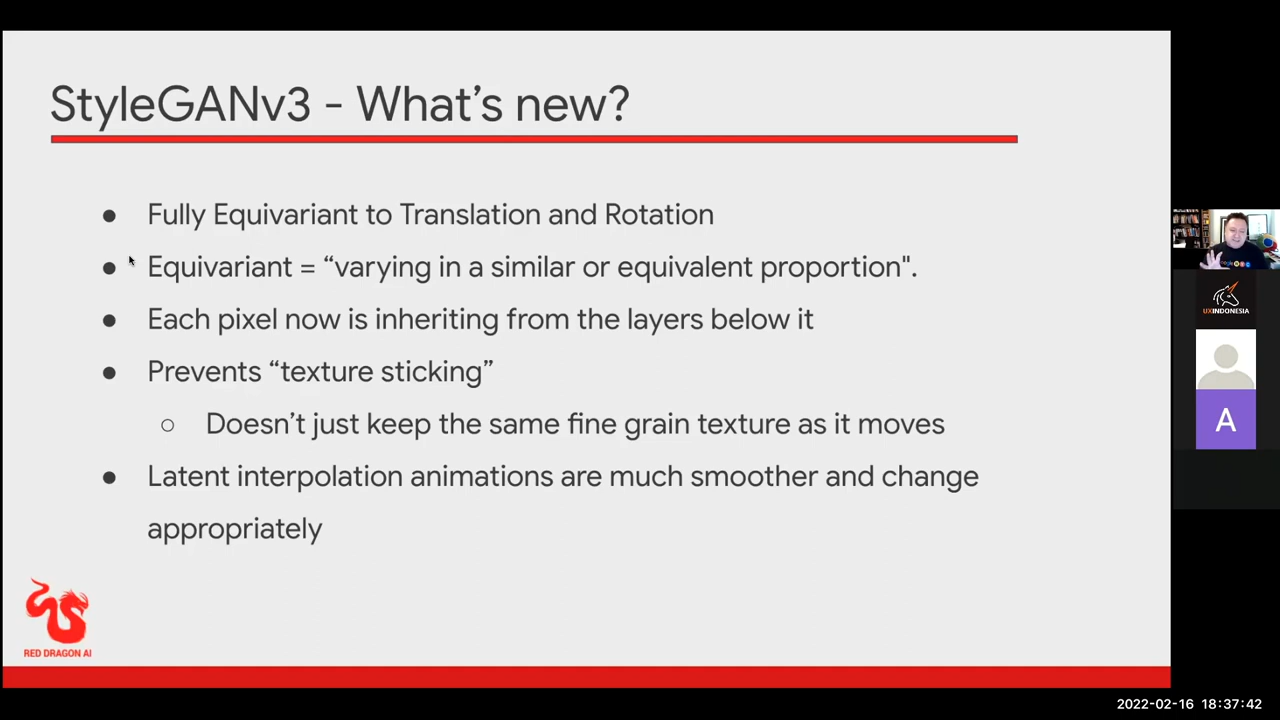 StyleGANv3 - What's new?
● Fully Equivariant to Translation and Rotation
● Equivariant = “varying in a similar or equivalent proportion".
● Each pixel now is inheriting from the layers below it
● Prevents “texture sticking”
○ Doesn't just keep the same fine grain texture as it moves
● Latent interpolation animations are much smoother and change
appropriately
RED DRAGON AI
UXINDONESIA
A
2022-02-16 18:37:42